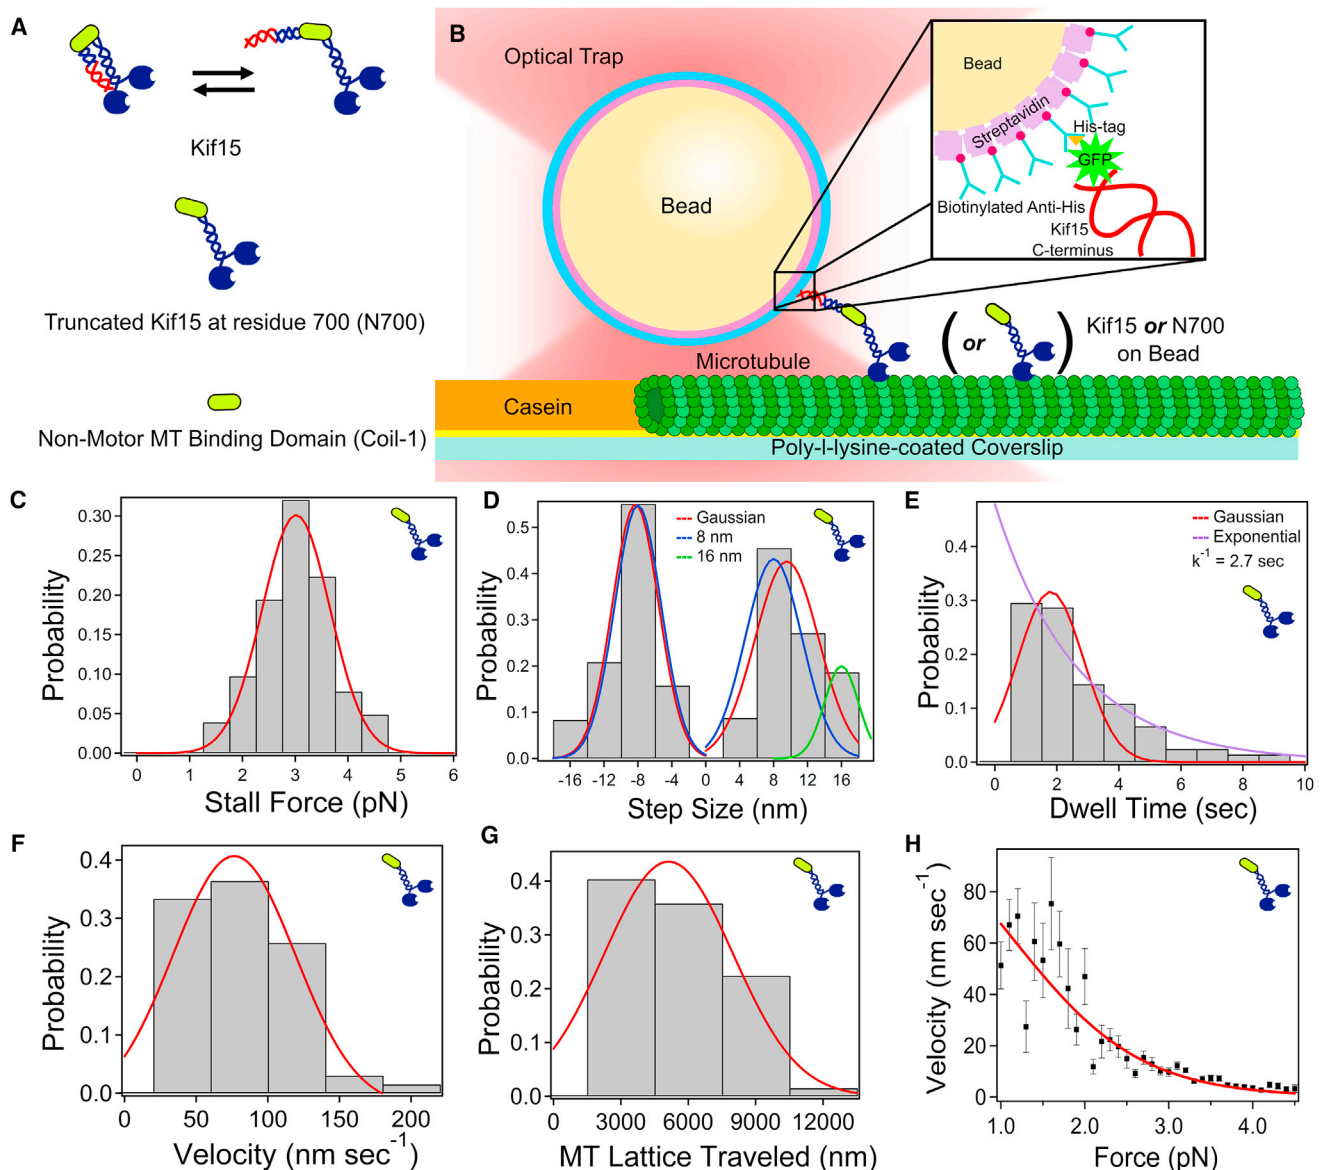 A
Kif15
Truncated Kif15 at residue 700 (N700)
Non-Motor MT Binding Domain (Coil-1)
B
Optical Trap
Bead
Bead
Streptavidin
His-tag
GFP
Biotinylated Anti-His
Kif15
C-terminus
Microtubule
( or )
Kif15 or N700
on Bead
Casein
Poly-l-lysine-coated Coverslip
C
Probability
0.30
0.25
0.20
0.15
0.10
0.05
0.00
0 1 2 3 4 5 6
Stall Force (pN)
D
Gaussian
8 nm
16 nm
Probability
0.5
0.4
0.3
0.2
0.1
0.0
-16 -12 -8 -4 0 4 8 12 16
Step Size (nm)
E
Gaussian
Exponential
k⁻¹ = 2.7 sec
Probability
0.4
0.3
0.2
0.1
0.0
0 2 4 6 8 10
Dwell Time (sec)
F
Probability
0.4
0.3
0.2
0.1
0.0
0 50 100 150 200
Velocity (nm sec⁻¹)
G
Probability
0.4
0.3
0.2
0.1
0.0
0 3000 6000 9000 12000
MT Lattice Traveled (nm)
H
Velocity (nm sec⁻¹)
80
60
40
20
0
1.0 2.0 3.0 4.0
Force (pN)